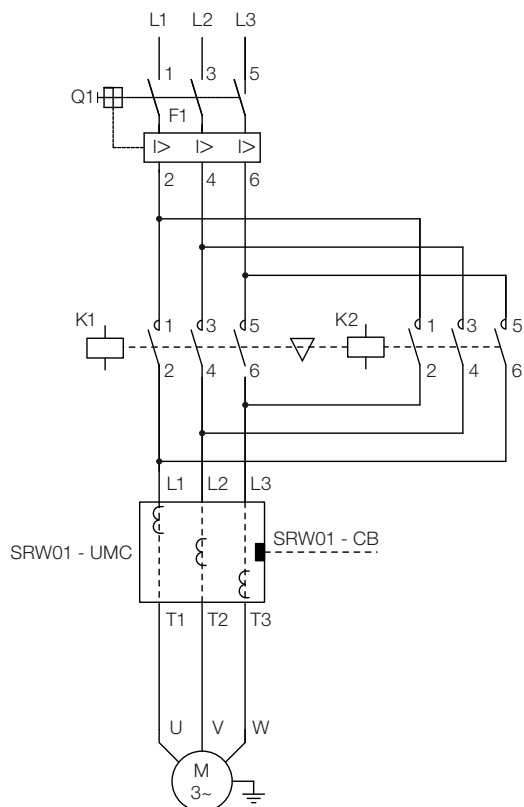 L1 L2 L3
1 3 5
Q1
F1
I> I> I>
2 4 6
K1 1 3 5 K2 1 3 5
2 4 6 2 4 6
L1 L2 L3
SRW01 - UMC SRW01 - CB
T1 T2 T3
U V W
M
3~